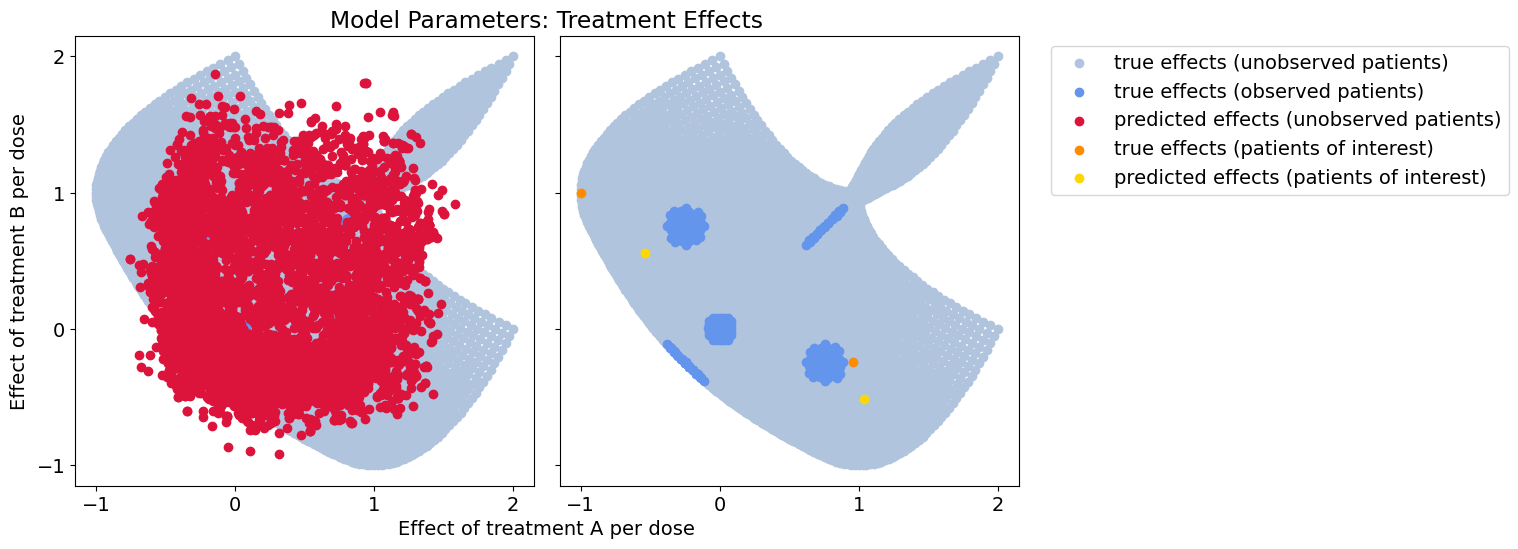 Model Parameters: Treatment Effects
Effect of treatment B per dose
2
1
0
−1
−1 0 1 2
−1 0 1 2
Effect of treatment A per dose
true effects (unobserved patients)
true effects (observed patients)
predicted effects (unobserved patients)
true effects (patients of interest)
predicted effects (patients of interest)